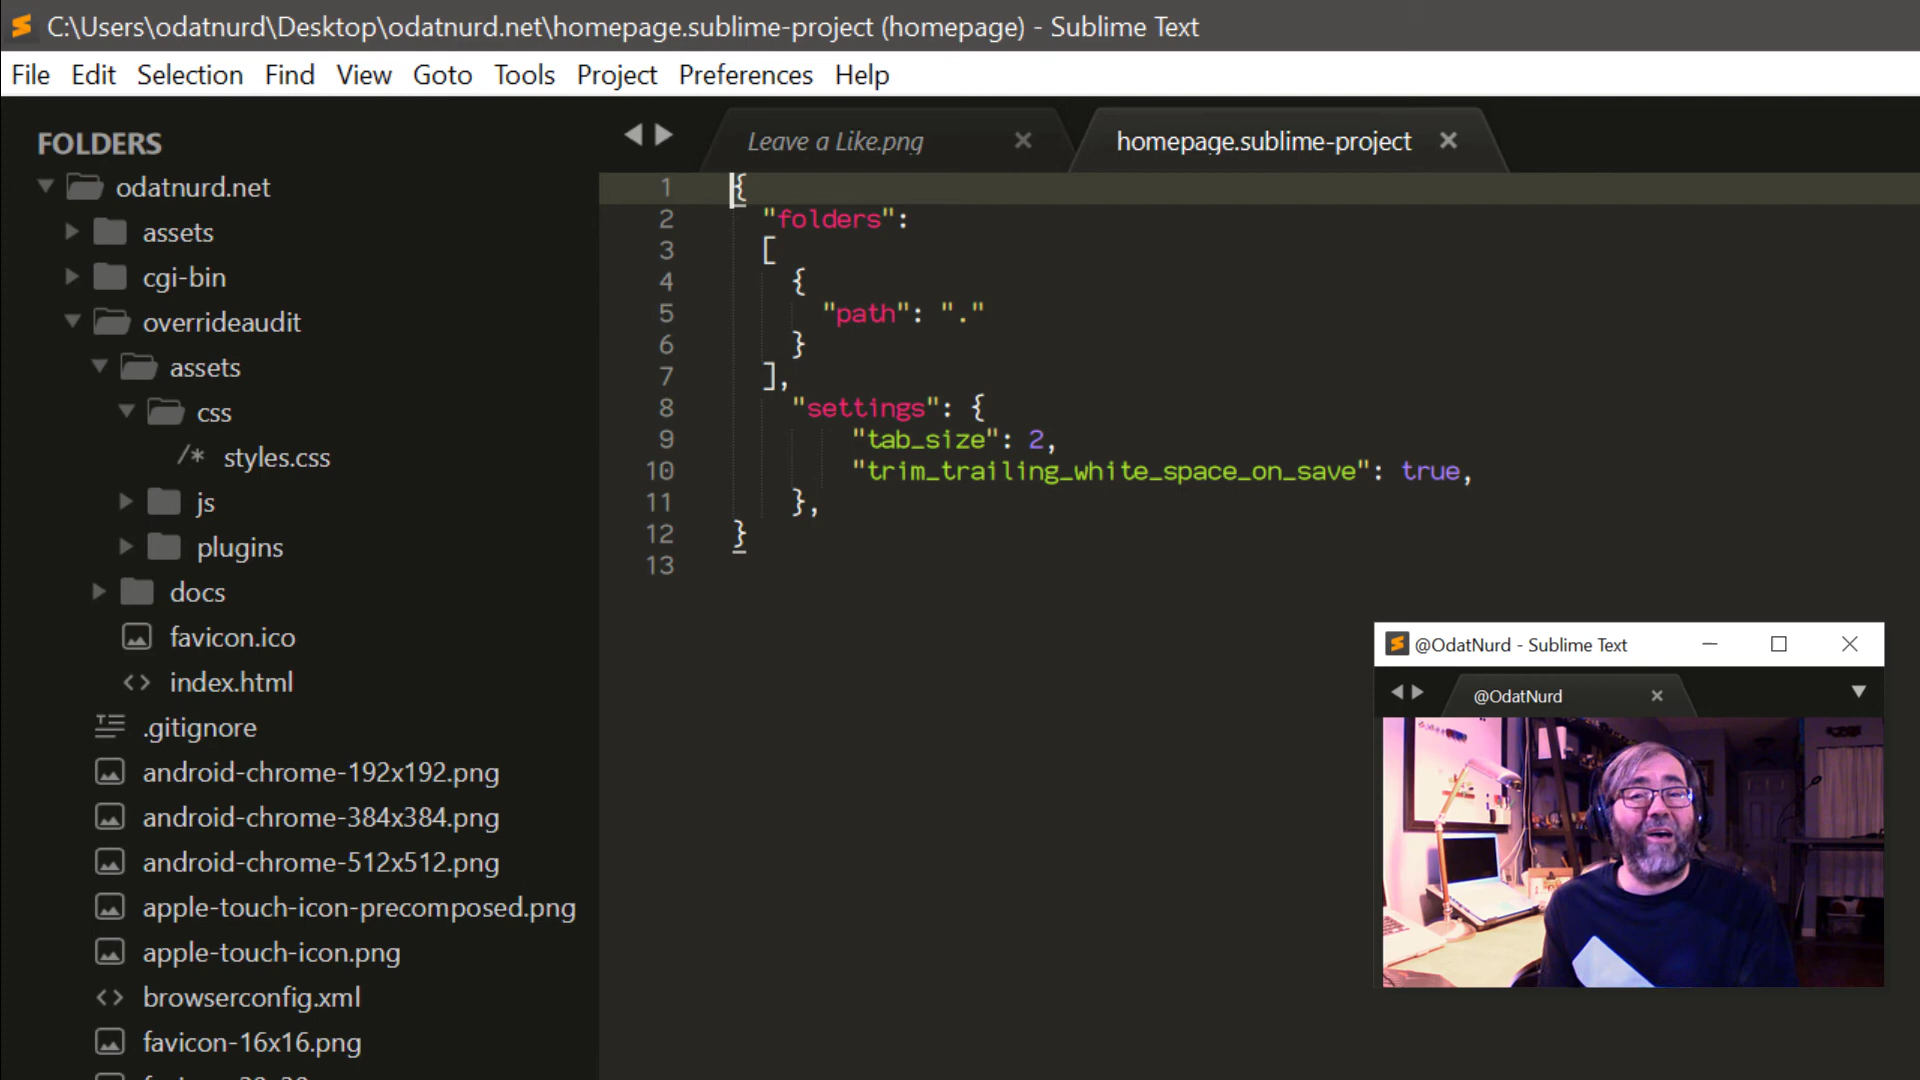 C:\Users\odatnurd\Desktop\odatnurd.net\homepage.sublime-project (homepage) - Sublime Text
File Edit Selection Find View Goto Tools Project Preferences Help
FOLDERS
odatnurd.net
assets
cgi-bin
overrideaudit
assets
css
/* styles.css
js
plugins
docs
favicon.ico
<> index.html
.gitignore
android-chrome-192x192.png
android-chrome-384x384.png
android-chrome-512x512.png
apple-touch-icon-precomposed.png
apple-touch-icon.png
<> browserconfig.xml
favicon-16x16.png
Leave a Like.png
homepage.sublime-project
1 {
2 "folders":
3 [
4 {
5 "path": "."
6 }
7 ],
8 "settings": {
9 "tab_size": 2,
10 "trim_trailing_white_space_on_save": true,
11 },
12 }
13
@OdatNurd - Sublime Text
@OdatNurd